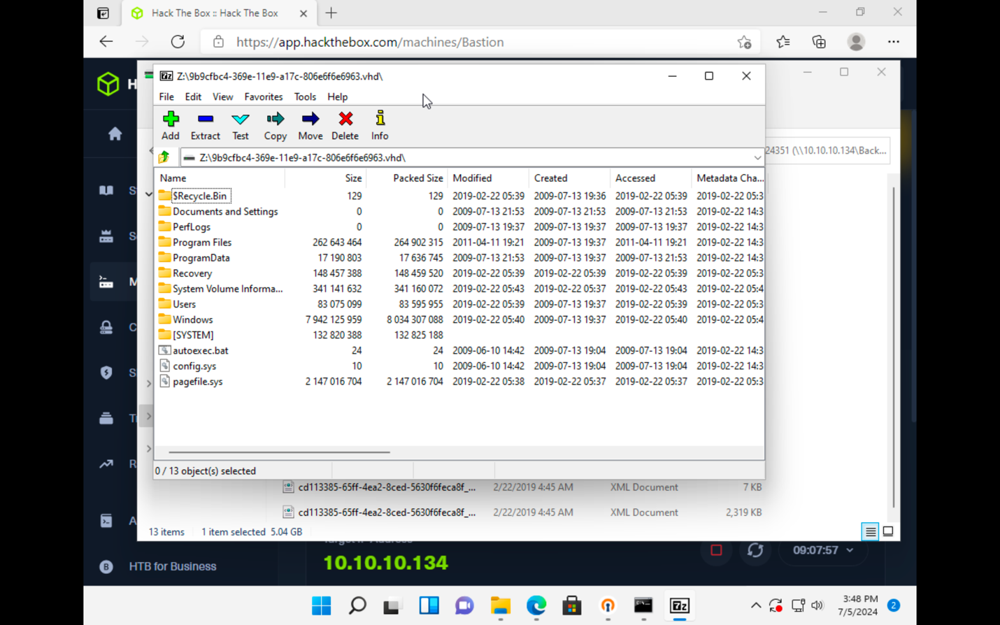 Hack The Box :: Hack The Box
https://app.hackthebox.com/machines/Bastion
H
7z Z:\9b9cfbc4-369e-11e9-a17c-806e6f6e6963.vhd\
File Edit View Favorites Tools Help
Add Extract Test Copy Move Delete Info
24351 (\\10.10.10.134\Back...
Z:\9b9cfbc4-369e-11e9-a17c-806e6f6e6963.vhd\
Name Size Packed Size Modified Created Accessed Metadata Cha...
$Recycle.Bin 129 129 2019-02-22 05:39 2009-07-13 19:36 2019-02-22 05:39 2019-02-22 05:3
Documents and Settings 0 0 2009-07-13 21:53 2009-07-13 21:53 2009-07-13 21:53 2019-02-22 14:3
PerfLogs 0 0 2009-07-13 19:37 2009-07-13 19:37 2009-07-13 19:37 2019-02-22 14:3
Program Files 262 643 464 264 902 315 2011-04-11 19:21 2009-07-13 19:37 2011-04-11 19:21 2019-02-22 14:3
ProgramData 17 190 803 17 636 745 2009-07-13 21:53 2009-07-13 19:37 2009-07-13 21:53 2019-02-22 14:3
Recovery 148 457 388 148 459 520 2019-02-22 05:39 2019-02-22 05:39 2019-02-22 05:39 2019-02-22 05:3
System Volume Informa... 341 141 632 341 160 072 2019-02-22 05:43 2019-02-22 05:37 2019-02-22 05:43 2019-02-22 05:4
Users 83 075 099 83 595 955 2019-02-22 05:39 2009-07-13 19:37 2019-02-22 05:39 2019-02-22 05:3
Windows 7 942 125 959 8 034 307 088 2019-02-22 05:40 2009-07-13 19:37 2019-02-22 05:40 2019-02-22 05:4
[SYSTEM] 132 820 388 132 825 188
autoexec.bat 24 24 2009-06-10 14:42 2009-07-13 19:04 2009-07-13 19:04 2019-02-22 14:3
config.sys 10 10 2009-06-10 14:42 2009-07-13 19:04 2009-07-13 19:04 2019-02-22 14:3
pagefile.sys 2 147 016 704 2 147 016 704 2019-02-22 05:38 2019-02-22 05:37 2019-02-22 05:37 2019-02-22 05:3
0 / 13 object(s) selected
cd113385-65ff-4ea2-8ced-5630f6feca8f_... 2/22/2019 4:45 AM XML Document 7 KB
cd113385-65ff-4ea2-8ced-5630f6feca8f_... 2/22/2019 4:45 AM XML Document 2,319 KB
13 items 1 item selected 5.04 GB
HTB for Business
10.10.10.134
09:07:57
7z
3:48 PM
7/5/2024
2